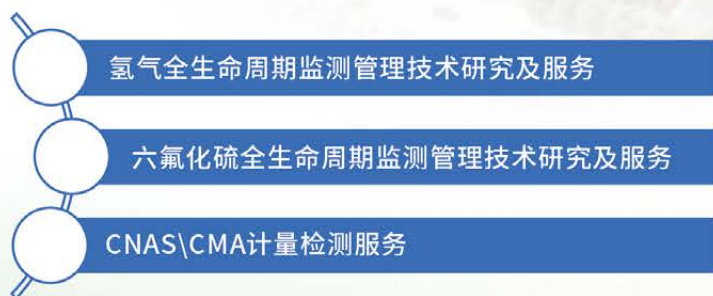 氢气全生命周期监测管理技术研究及服务
六氟化硫全生命周期监测管理技术研究及服务
CNAS\CMA计量检测服务